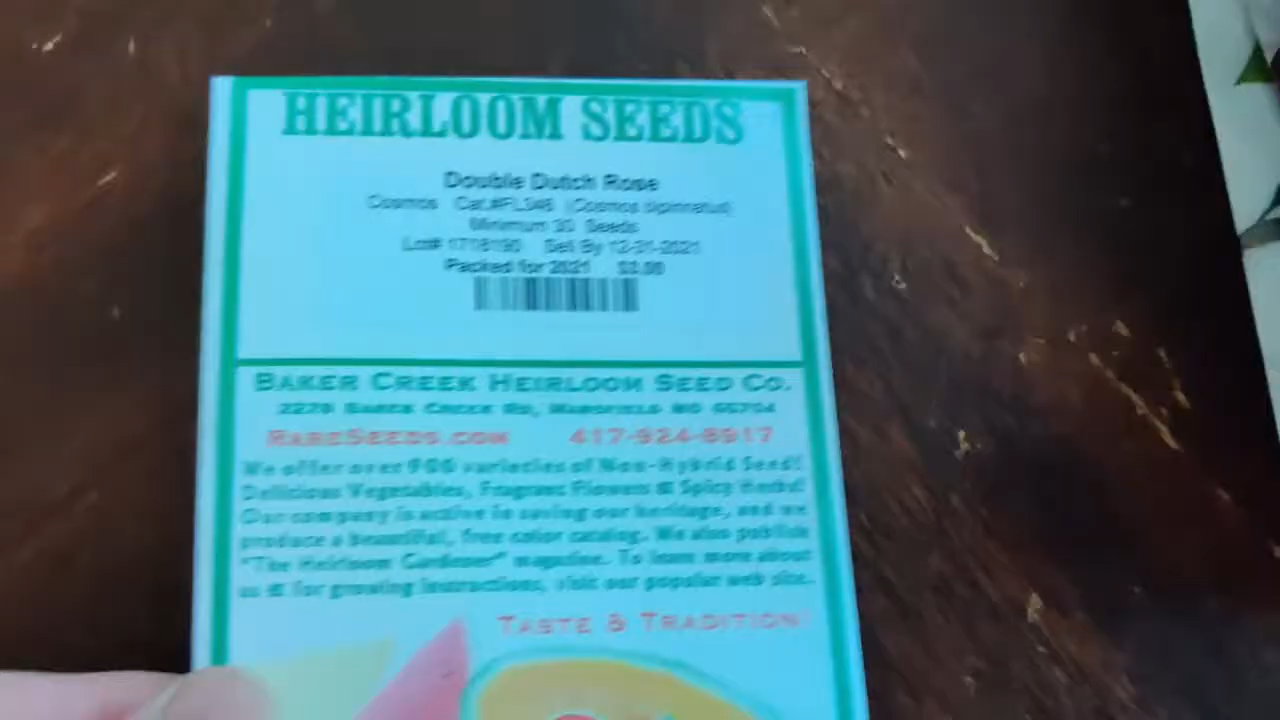 HEIRLOOM SEEDS
Double Dutch Rose
Cosmos Cat.#FL346 (Cosmos bipinnatus)
Minimum 30 Seeds
Lot# 1718190 Sell By 12-31-2021
Packed for 2021 $3.00
BAKER CREEK HEIRLOOM SEED CO.
2278 BAKER CREEK RD, MANSFIELD MO 65704
RARESEEDS.COM 417-924-8917
We offer over 900 varieties of Non-Hybrid Seed!
Delicious Vegetables, Fragrant Flowers & Spicy Herbs!
Our company is active in saving our heritage, and we
produce a beautiful, free color catalog. We also publish
"The Heirloom Gardener" magazine. To learn more about
us & for growing instructions, visit our popular web site.
TASTE & TRADITION!